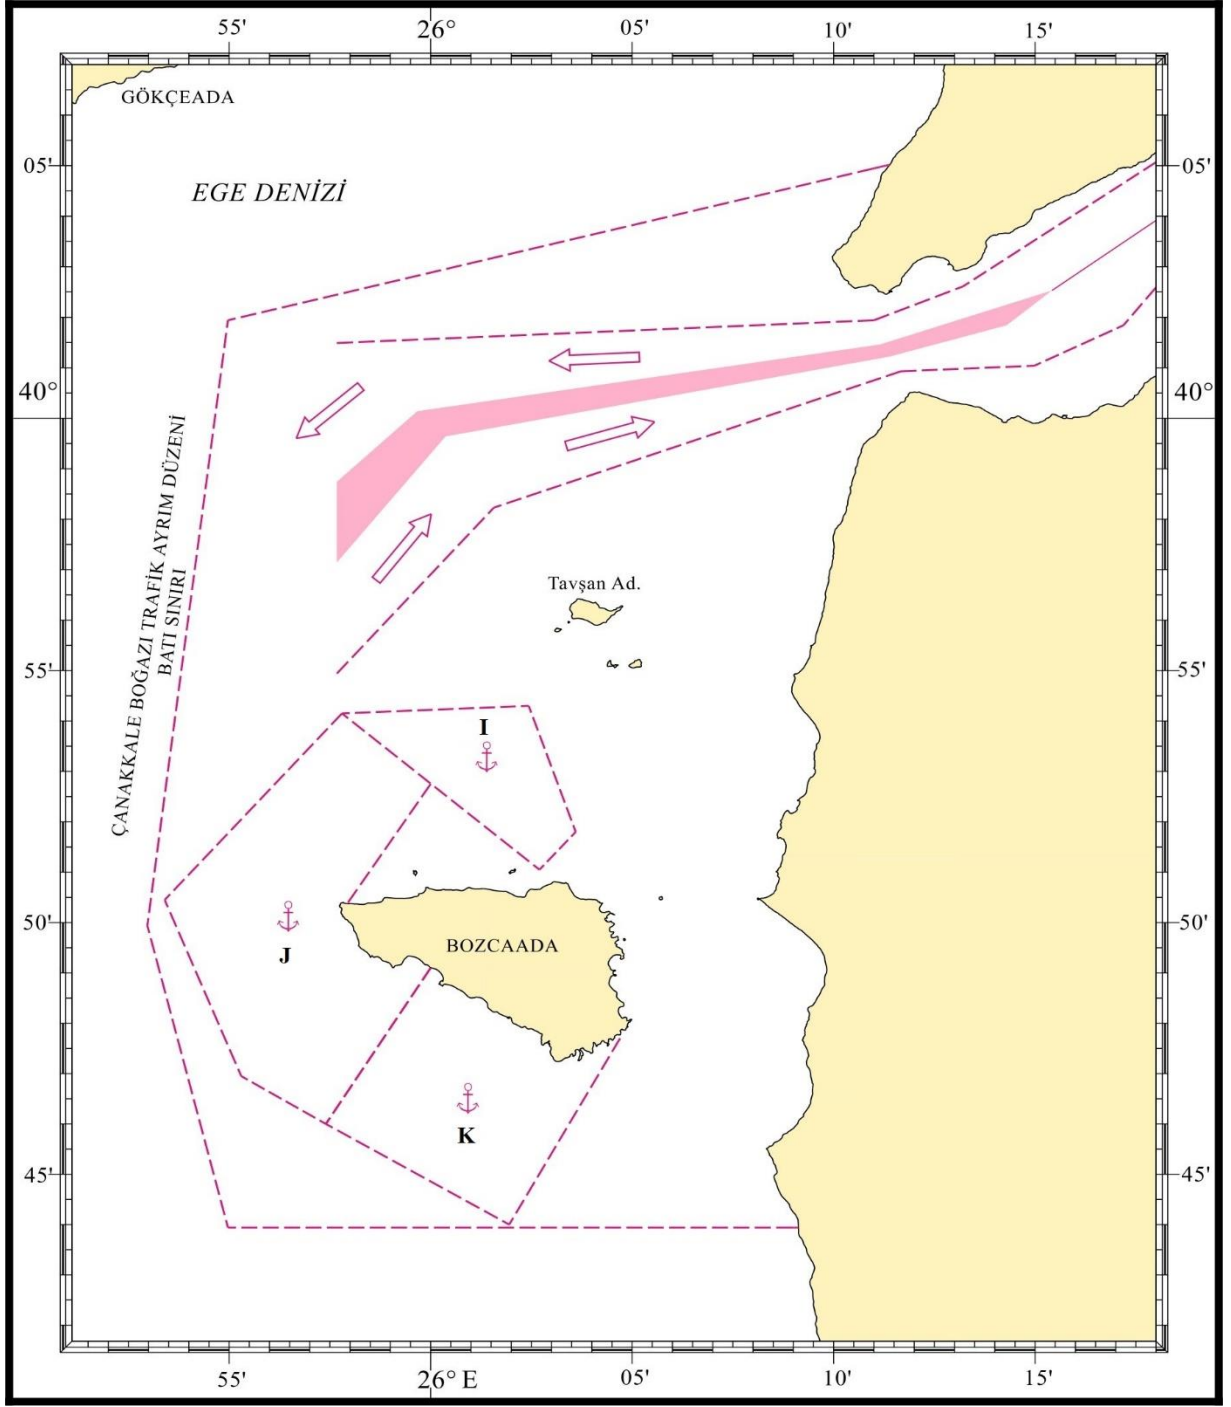 55'
26°
05'
10'
15'
GÖKÇEADA
05'
05'
EGE DENİZİ
40°
40°
ÇANAKKALE BOĞAZI TRAFİK AYRIM DÜZENİ
BATI SINIRI
Tavşan Ad.
55'
55'
I
50'
50'
BOZCAADA
J
K
45'
45'
55'
26° E
05'
10'
15'